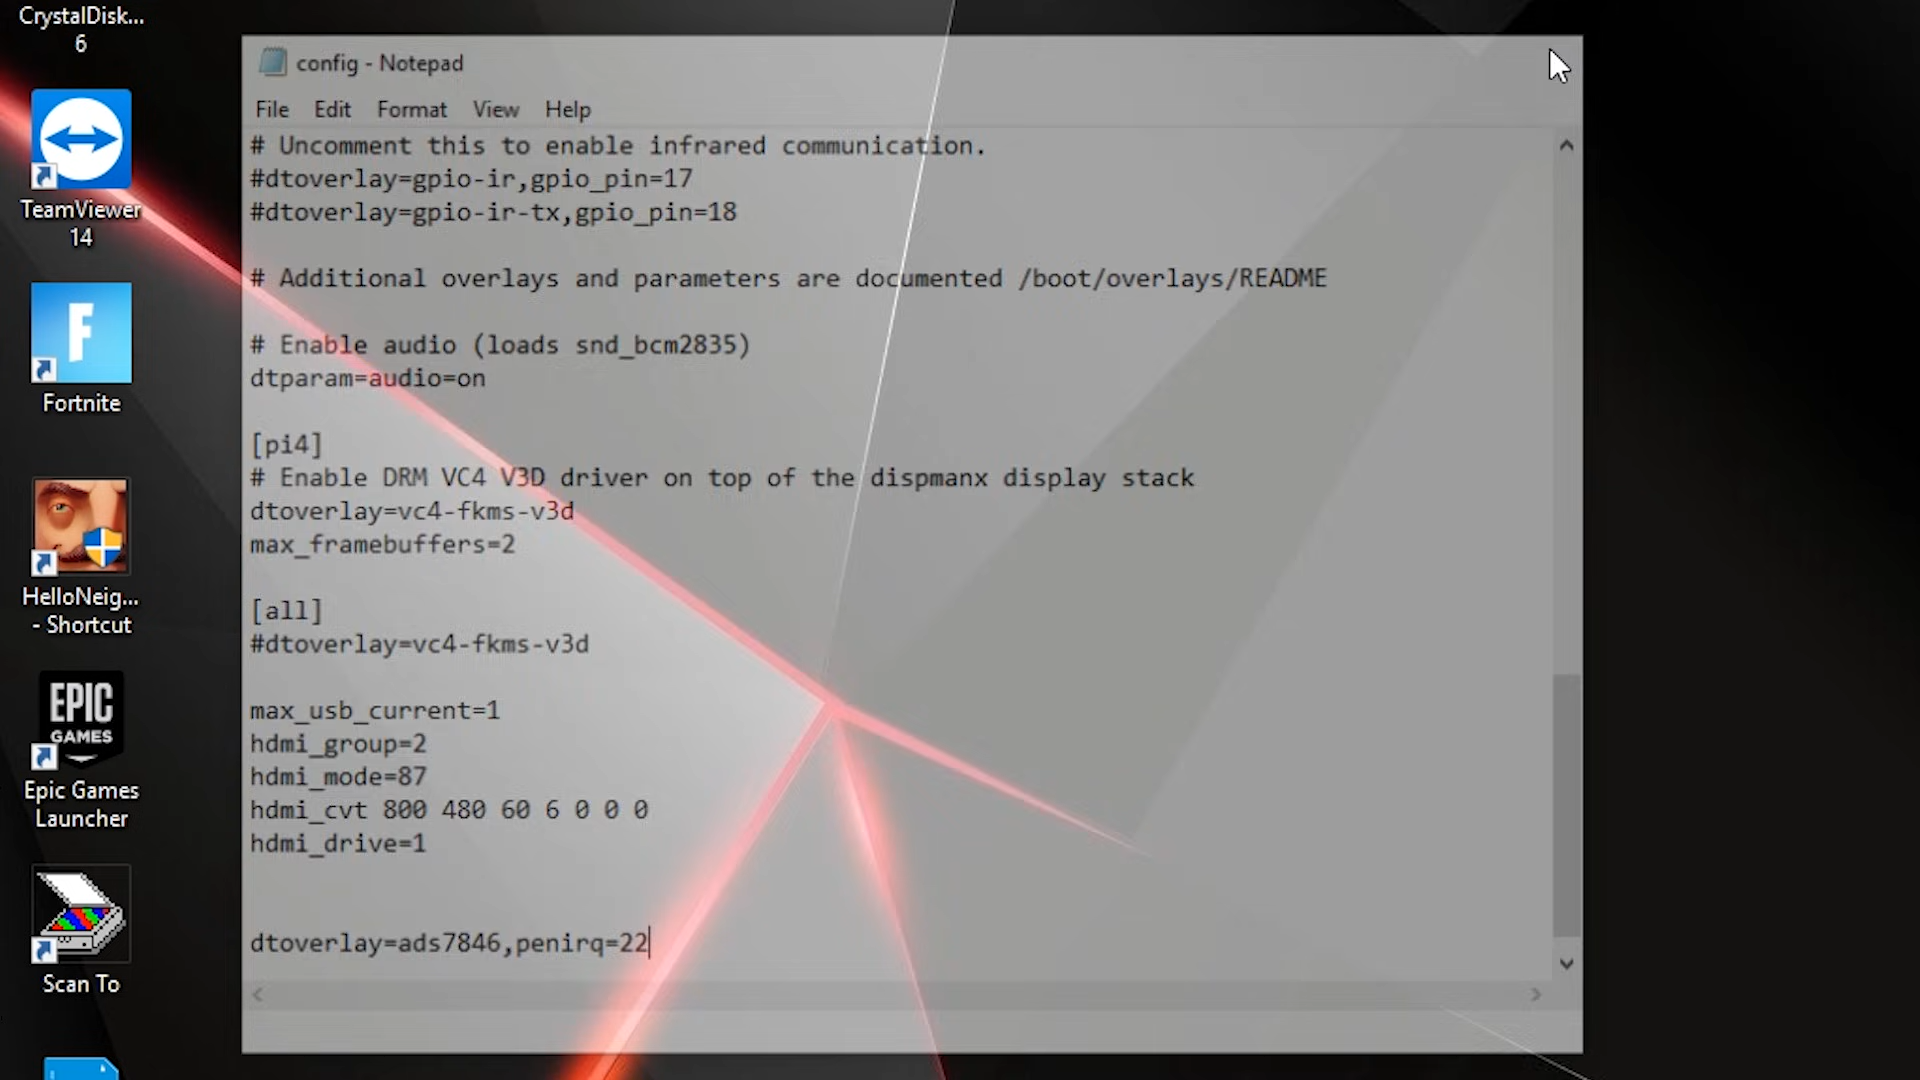 CrystalDisk...
6
TeamViewer
14
F
Fortnite
HelloNeig...
- Shortcut
EPIC
GAMES
Epic Games
Launcher
Scan To
config - Notepad
File Edit Format View Help
# Uncomment this to enable infrared communication.
#dtoverlay=gpio-ir,gpio_pin=17
#dtoverlay=gpio-ir-tx,gpio_pin=18
# Additional overlays and parameters are documented /boot/overlays/README
# Enable audio (loads snd_bcm2835)
dtparam=audio=on
[pi4]
# Enable DRM VC4 V3D driver on top of the dispmanx display stack
dtoverlay=vc4-fkms-v3d
max_framebuffers=2
[all]
#dtoverlay=vc4-fkms-v3d
max_usb_current=1
hdmi_group=2
hdmi_mode=87
hdmi_cvt 800 480 60 6 0 0 0
hdmi_drive=1
dtoverlay=ads7846,penirq=22